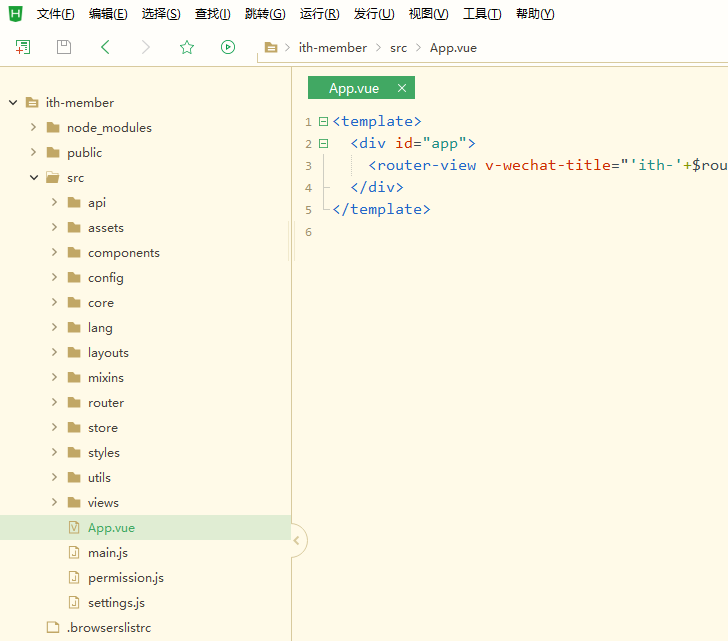 H 文件(F) 编辑(E) 选择(S) 查找(I) 跳转(G) 运行(R) 发行(U) 视图(V) 工具(T) 帮助(Y)
ith-member src App.vue
ith-member
node_modules
public
src
api
assets
components
config
core
lang
layouts
mixins
router
store
styles
utils
views
App.vue
main.js
permission.js
settings.js
.browserslistrc
App.vue
1 <template>
2 <div id="app">
3 <router-view v-wechat-title="'ith-'+$rou
4 </div>
5 </template>
6